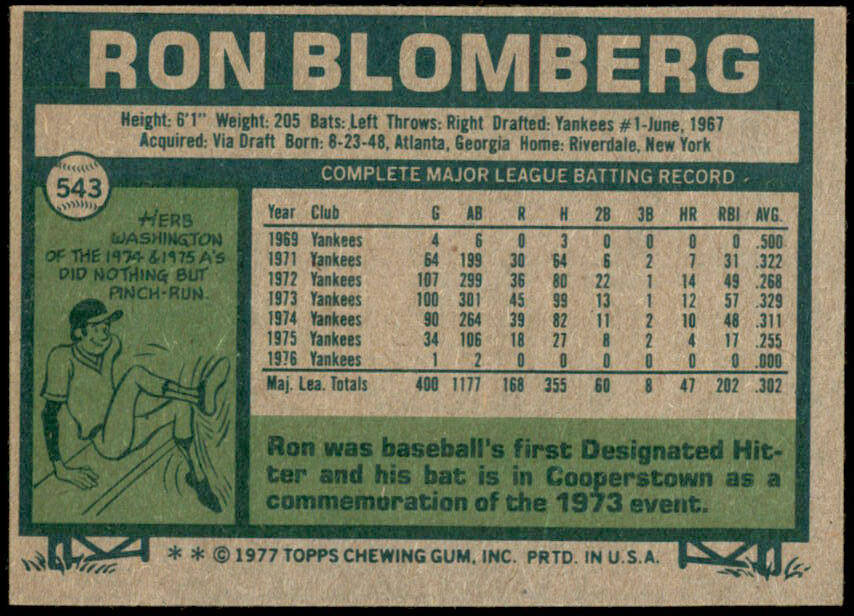 RON BLOMBERG
Height: 6'1" Weight: 205 Bats: Left Throws: Right Drafted: Yankees #1-June, 1967
Acquired: Via Draft Born: 8-23-48, Atlanta, Georgia Home: Riverdale, New York
543
COMPLETE MAJOR LEAGUE BATTING RECORD
HERB
WASHINGTON
OF THE 1974 & 1975 A'S
DID NOTHING BUT
PINCH-RUN.
Year Club G AB R H 2B 3B HR RBI AVG.
1969 Yankees 4 6 0 3 0 0 0 0 .500
1971 Yankees 64 199 30 64 6 2 7 31 .322
1972 Yankees 107 299 36 80 22 1 14 49 .268
1973 Yankees 100 301 45 99 13 1 12 57 .329
1974 Yankees 90 264 39 82 11 2 10 48 .311
1975 Yankees 34 106 18 27 8 2 4 17 .255
1976 Yankees 1 2 0 0 0 0 0 0 .000
Maj. Lea. Totals 400 1177 168 355 60 8 47 202 .302
Ron was baseball's first Designated Hit-
ter and his bat is in Cooperstown as a
commemoration of the 1973 event.
* * © 1977 TOPPS CHEWING GUM, INC. PRTD. IN U.S.A.